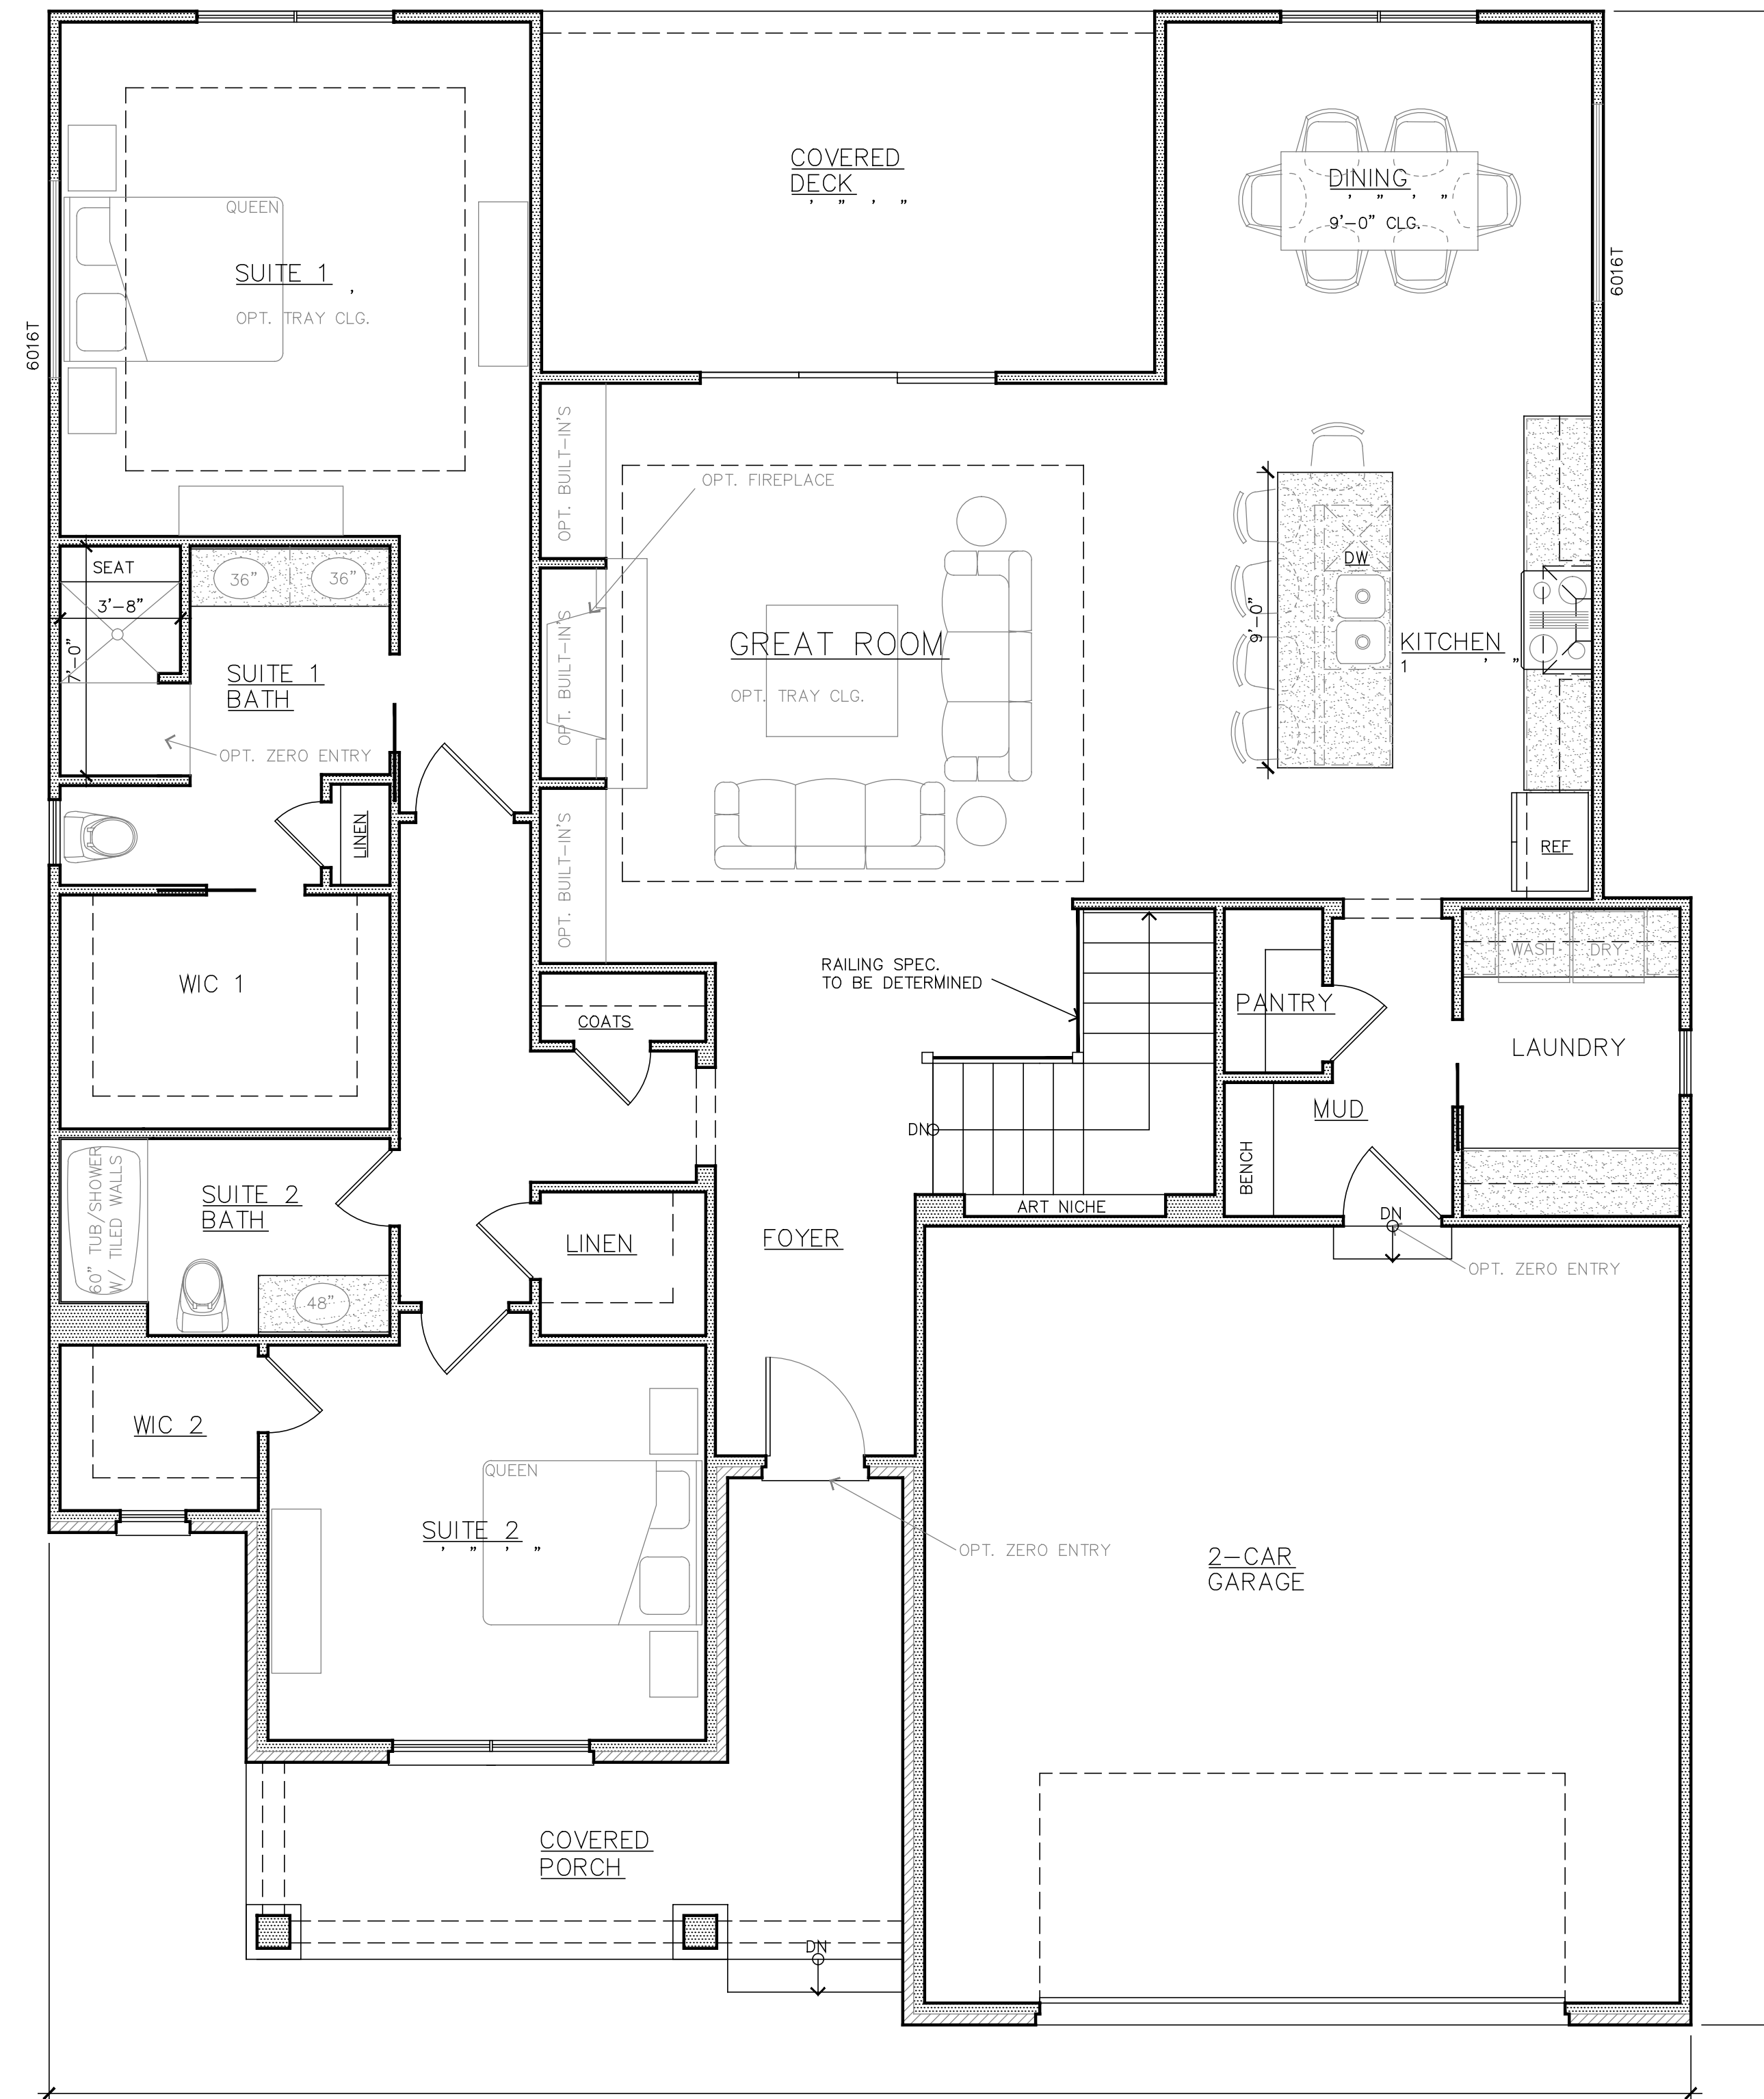 COVERED
DECK
' " ' "
DINING
' " ' "
9'-0" CLG.
QUEEN
SUITE 1
'
OPT. TRAY CLG.
6016T
6016T
OPT. BUILT-IN'S
OPT. FIREPLACE
SEAT
36"
36"
3'-8"
7'-0"
SUITE 1
BATH
OPT. ZERO ENTRY
OPT. BUILT-IN'S
GREAT ROOM
OPT. TRAY CLG.
DW
9'-0"
KITCHEN
1 ' "
LINEN
OPT. BUILT-IN'S
REF
WIC 1
COATS
RAILING SPEC.
TO BE DETERMINED
PANTRY
WASH
DRY
LAUNDRY
MUD
DN
BENCH
60" TUB/SHOWER
W/ TILED WALLS
SUITE 2
BATH
48"
LINEN
FOYER
ART NICHE
DN
OPT. ZERO ENTRY
WIC 2
QUEEN
SUITE 2
' " ' "
OPT. ZERO ENTRY
2-CAR
GARAGE
COVERED
PORCH
DN